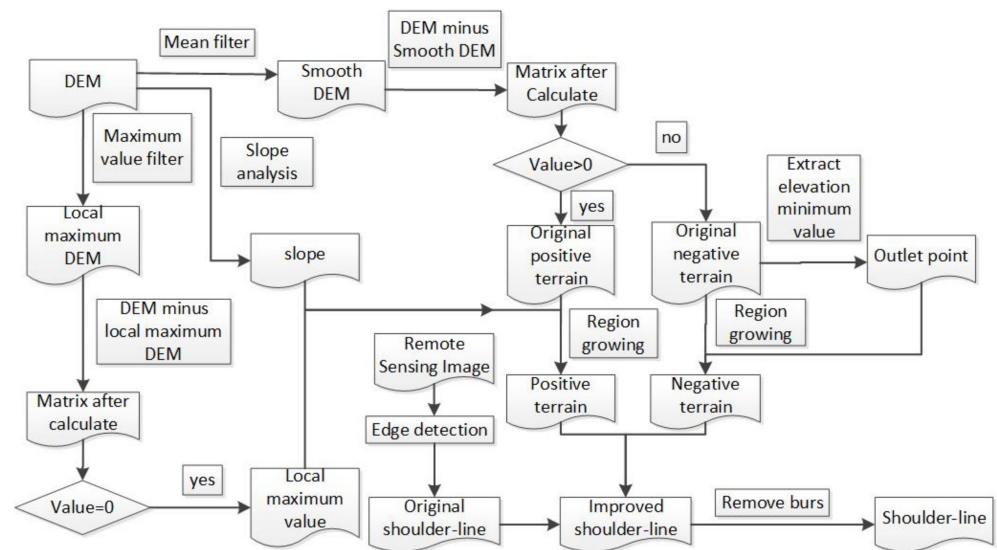 Mean filter
DEM minus
Smooth DEM
DEM
Smooth
DEM
Matrix after
Calculate
Maximum
value filter
Slope
analysis
Value>0
no
yes
Extract
elevation
minimum
value
Local
maximum
DEM
slope
Original
positive
terrain
Original
negative
terrain
Outlet point
DEM minus
local maximum
DEM
Region
growing
Region
growing
Remote
Sensing Image
Positive
terrain
Negative
terrain
Matrix after
calculate
Edge detection
Value=0
yes
Local
maximum
value
Original
shoulder-line
Improved
shoulder-line
Remove burs
Shoulder-line